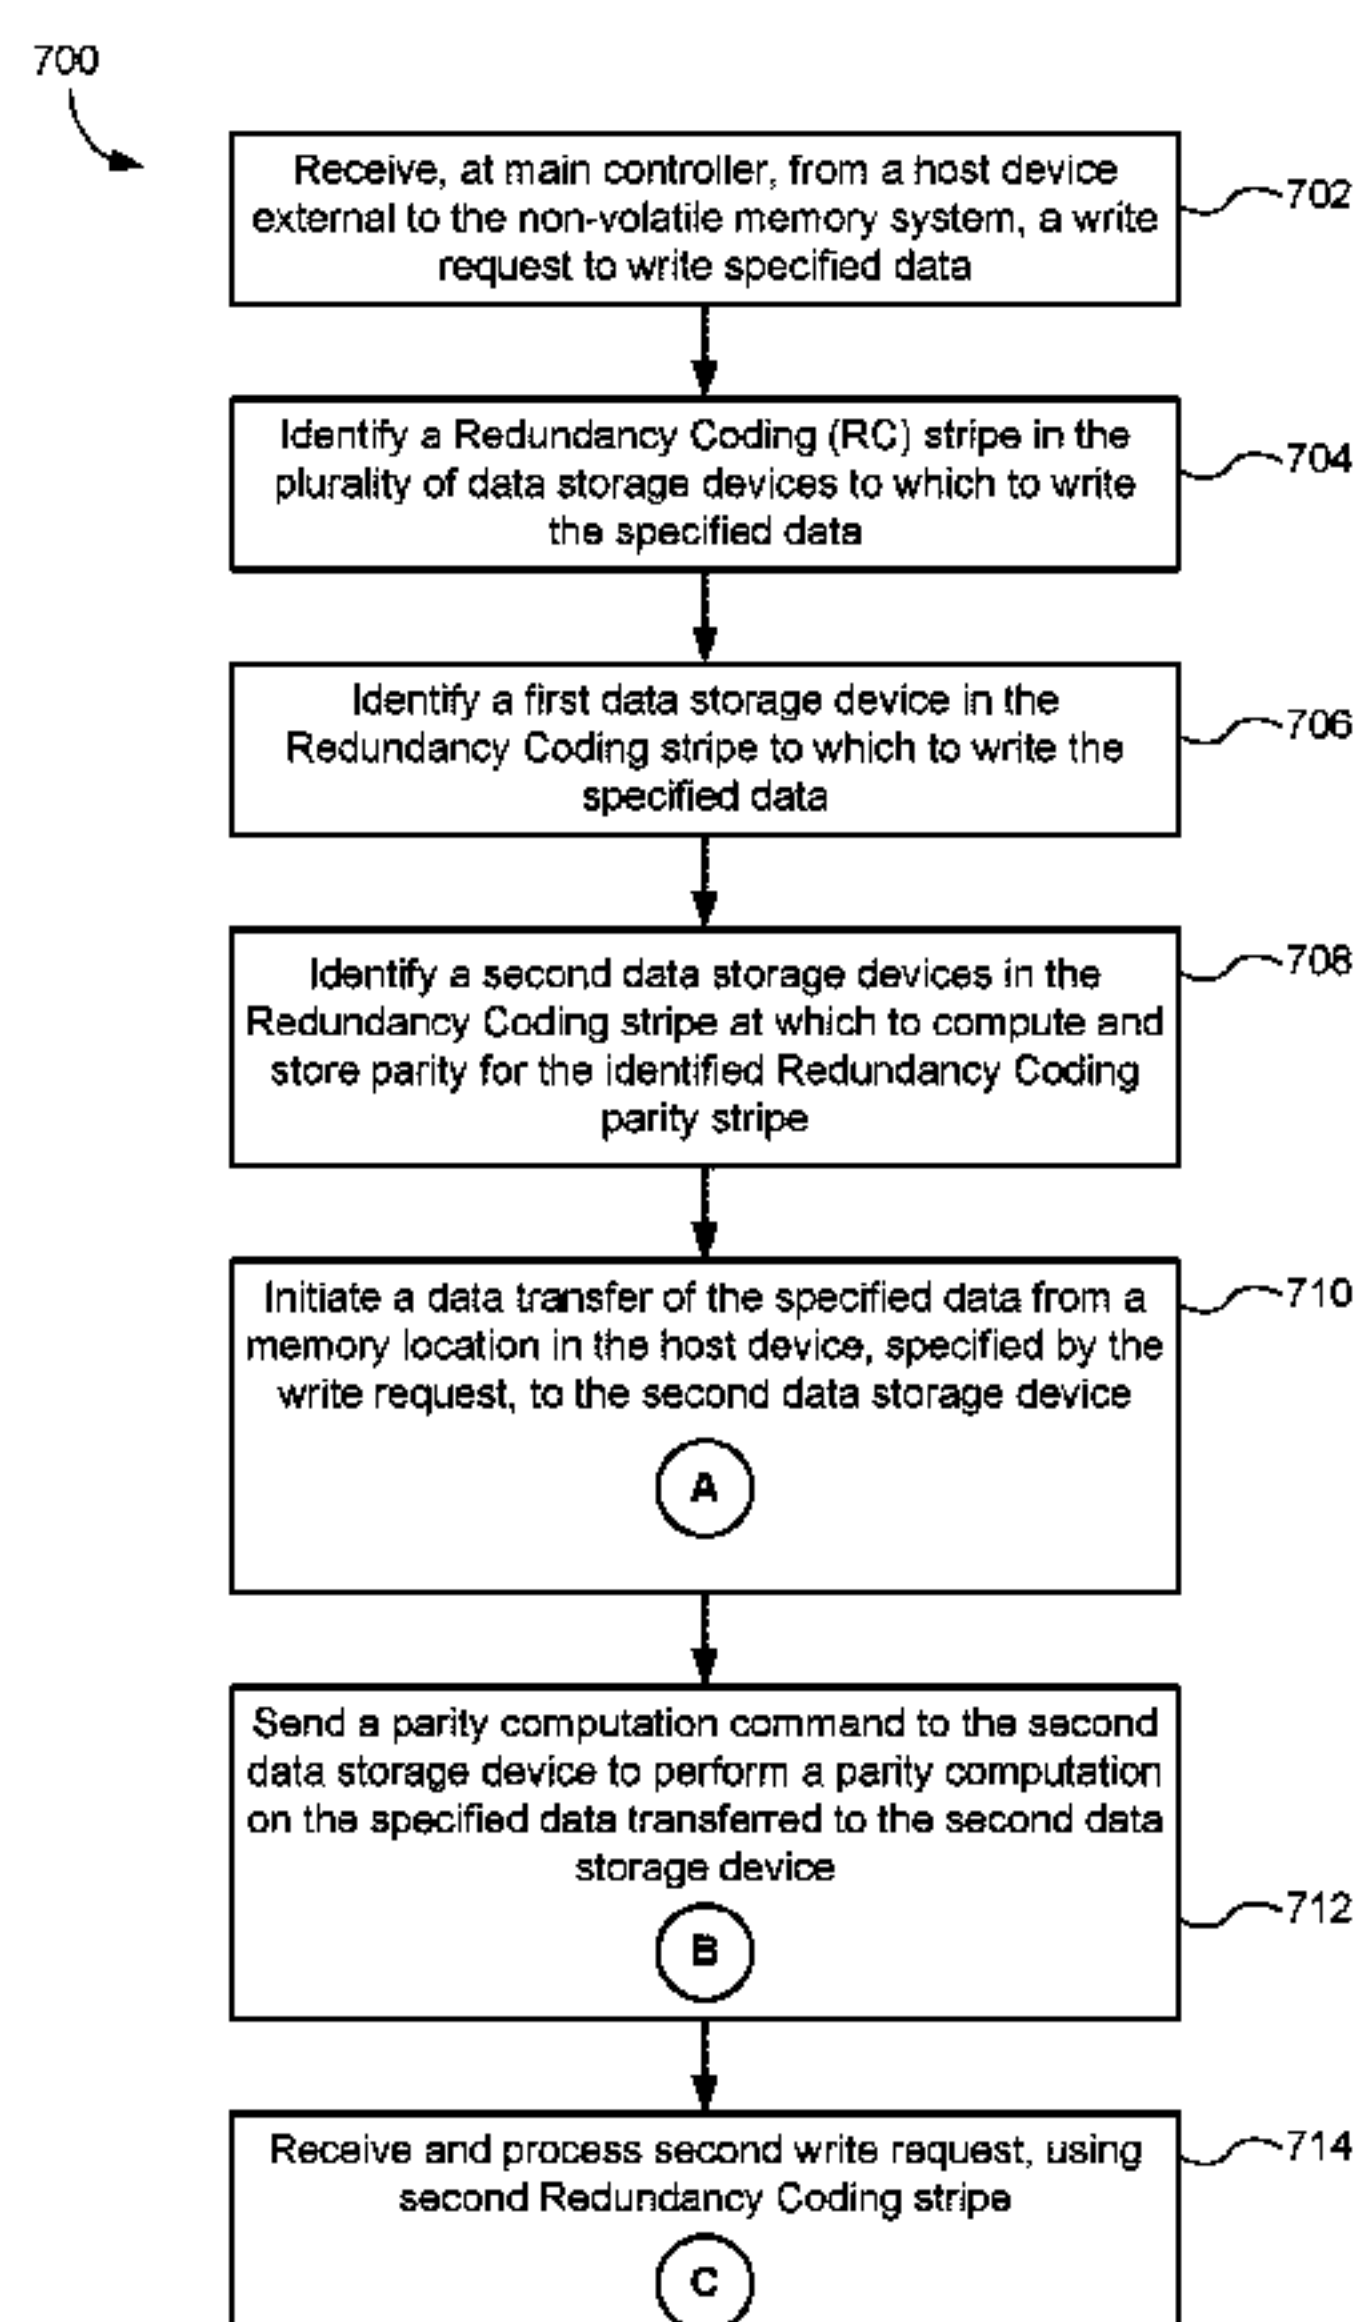 700
Receive, at main controller, from a host device
external to the non-volatile memory system, a write
request to write specified data
702
Identify a Redundancy Coding (RC) stripe in the
plurality of data storage devices to which to write
the specified data
704
Identify a first data storage device in the
Redundancy Coding stripe to which to write the
specified data
706
Identify a second data storage devices in the
Redundancy Coding stripe at which to compute and
store parity for the identified Redundancy Coding
parity stripe
708
Initiate a data transfer of the specified data from a
memory location in the host device, specified by the
write request, to the second data storage device
710
A
Send a parity computation command to the second
data storage device to perform a parity computation
on the specified data transferred to the second data
storage device
712
B
Receive and process second write request, using
second Redundancy Coding stripe
714
C